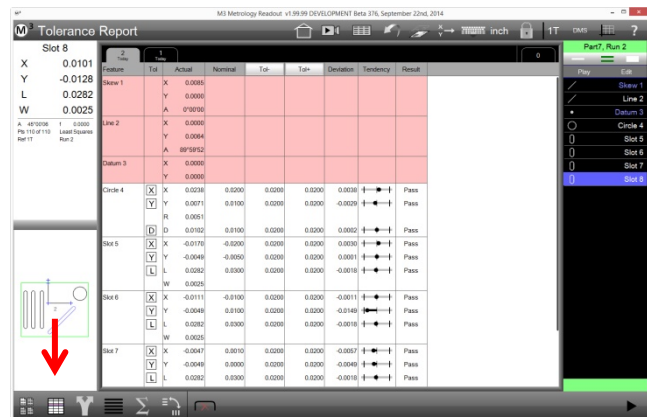 M3 Metrology Readout v1.99.99 DEVELOPMENT Beta 376, September 22nd, 2014
M³ Tolerance Report
inch
1T
DMS
?
Slot 8
X 0.0101
Y -0.0128
L 0.0282
W 0.0025
A 45°00'06 f 0.0000
Pts 110 of 110 Least Squares
Ref 17 Run 2
2
Today
1
Today
0
Feature Tol Actual Nominal Tol- Tol+ Deviation Tendency Result
Skew 1 X 0.0085
Y 0.0000
A 0°00'00
Line 2 X 0.0000
Y 0.0064
A 89°59'52
Datum 3 X 0.0000
Y 0.0000
Circle 4 X X 0.0238 0.0200 0.0200 0.0200 0.0038 Pass
Y Y 0.0071 0.0100 0.0200 0.0200 -0.0029 Pass
R 0.0051
D D 0.0102 0.0100 0.0200 0.0200 0.0002 Pass
Slot 5 X X -0.0170 -0.0200 0.0200 0.0200 0.0030 Pass
Y Y -0.0049 -0.0050 0.0200 0.0200 0.0001 Pass
L L 0.0282 0.0300 0.0200 0.0200 -0.0018 Pass
W 0.0025
Slot 6 X X -0.0111 -0.0100 0.0200 0.0200 -0.0011 Pass
Y Y -0.0049 0.0100 0.0200 0.0200 -0.0149 Pass
L L 0.0282 0.0300 0.0200 0.0200 -0.0018 Pass
W 0.0025
Slot 7 X X -0.0047 0.0010 0.0200 0.0200 -0.0057 Pass
Y Y -0.0049 0.0000 0.0200 0.0200 -0.0049 Pass
L L 0.0282 0.0300 0.0200 0.0200 -0.0018 Pass
Part7, Run 2
Play Edit
Skew 1
Line 2
Datum 3
Circle 4
Slot 5
Slot 6
Slot 7
Slot 8